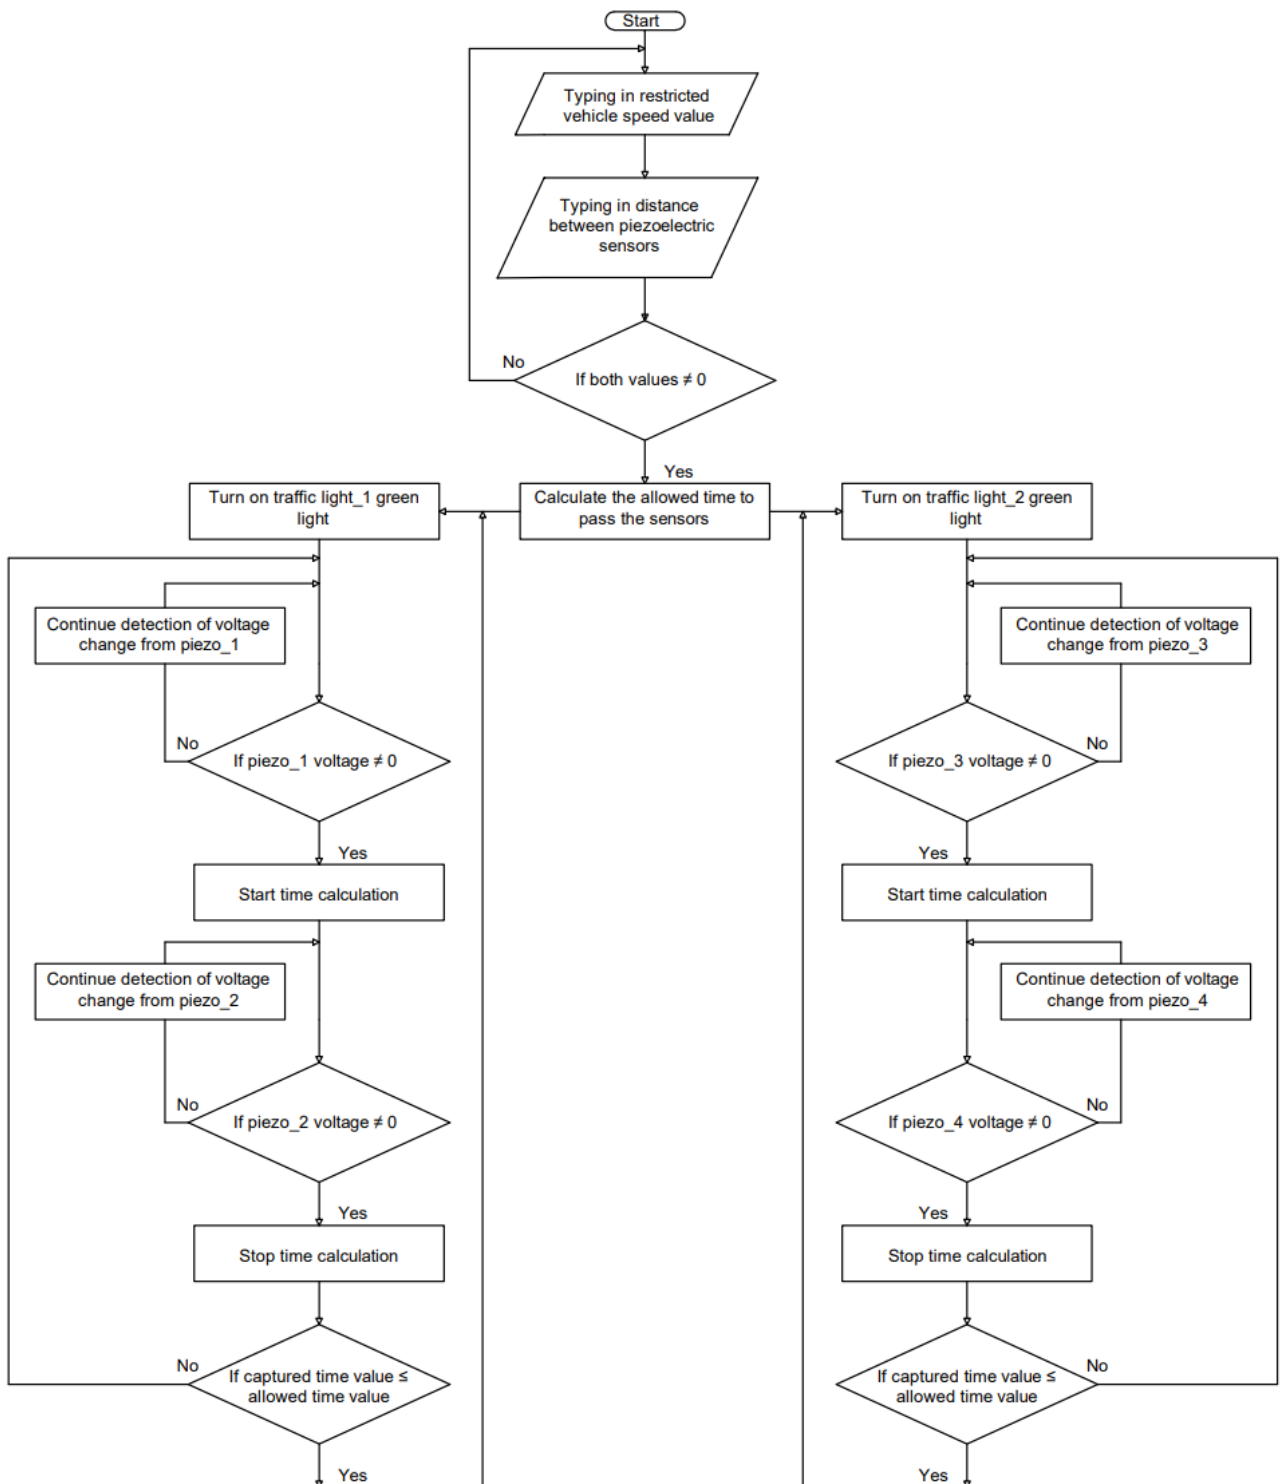 Start
Typing in restricted
vehicle speed value
Typing in distance
between piezoelectric
sensors
No
If both values ≠ 0
Yes
Turn on traffic light_1 green
light
Calculate the allowed time to
pass the sensors
Turn on traffic light_2 green
light
Continue detection of voltage
change from piezo_1
Continue detection of voltage
change from piezo_3
No
If piezo_1 voltage ≠ 0
If piezo_3 voltage ≠ 0
No
Yes
Yes
Start time calculation
Start time calculation
Continue detection of voltage
change from piezo_2
Continue detection of voltage
change from piezo_4
No
If piezo_2 voltage ≠ 0
If piezo_4 voltage ≠ 0
No
Yes
Yes
Stop time calculation
Stop time calculation
No
If captured time value ≤
allowed time value
If captured time value ≤
allowed time value
No
Yes
Yes